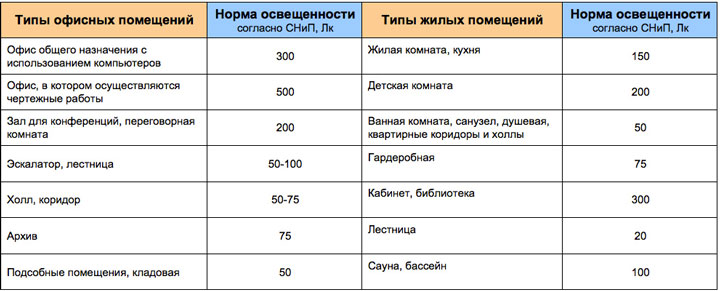 Типы офисных помещений
Норма освещенности
согласно СНиП, Лк
Типы жилых помещений
Норма освещенности
согласно СНиП, Лк
Офис общего назначения с
использованием компьютеров
300
Жилая комната, кухня
150
Офис, в котором осуществляются
чертежные работы
500
Детская комната
200
Зал для конференций, переговорная
комната
200
Ванная комната, санузел, душевая,
квартирные коридоры и холлы
50
Эскалатор, лестница
50-100
Гардеробная
75
Холл, коридор
50-75
Кабинет, библиотека
300
Архив
75
Лестница
20
Подсобные помещения, кладовая
50
Сауна, бассейн
100